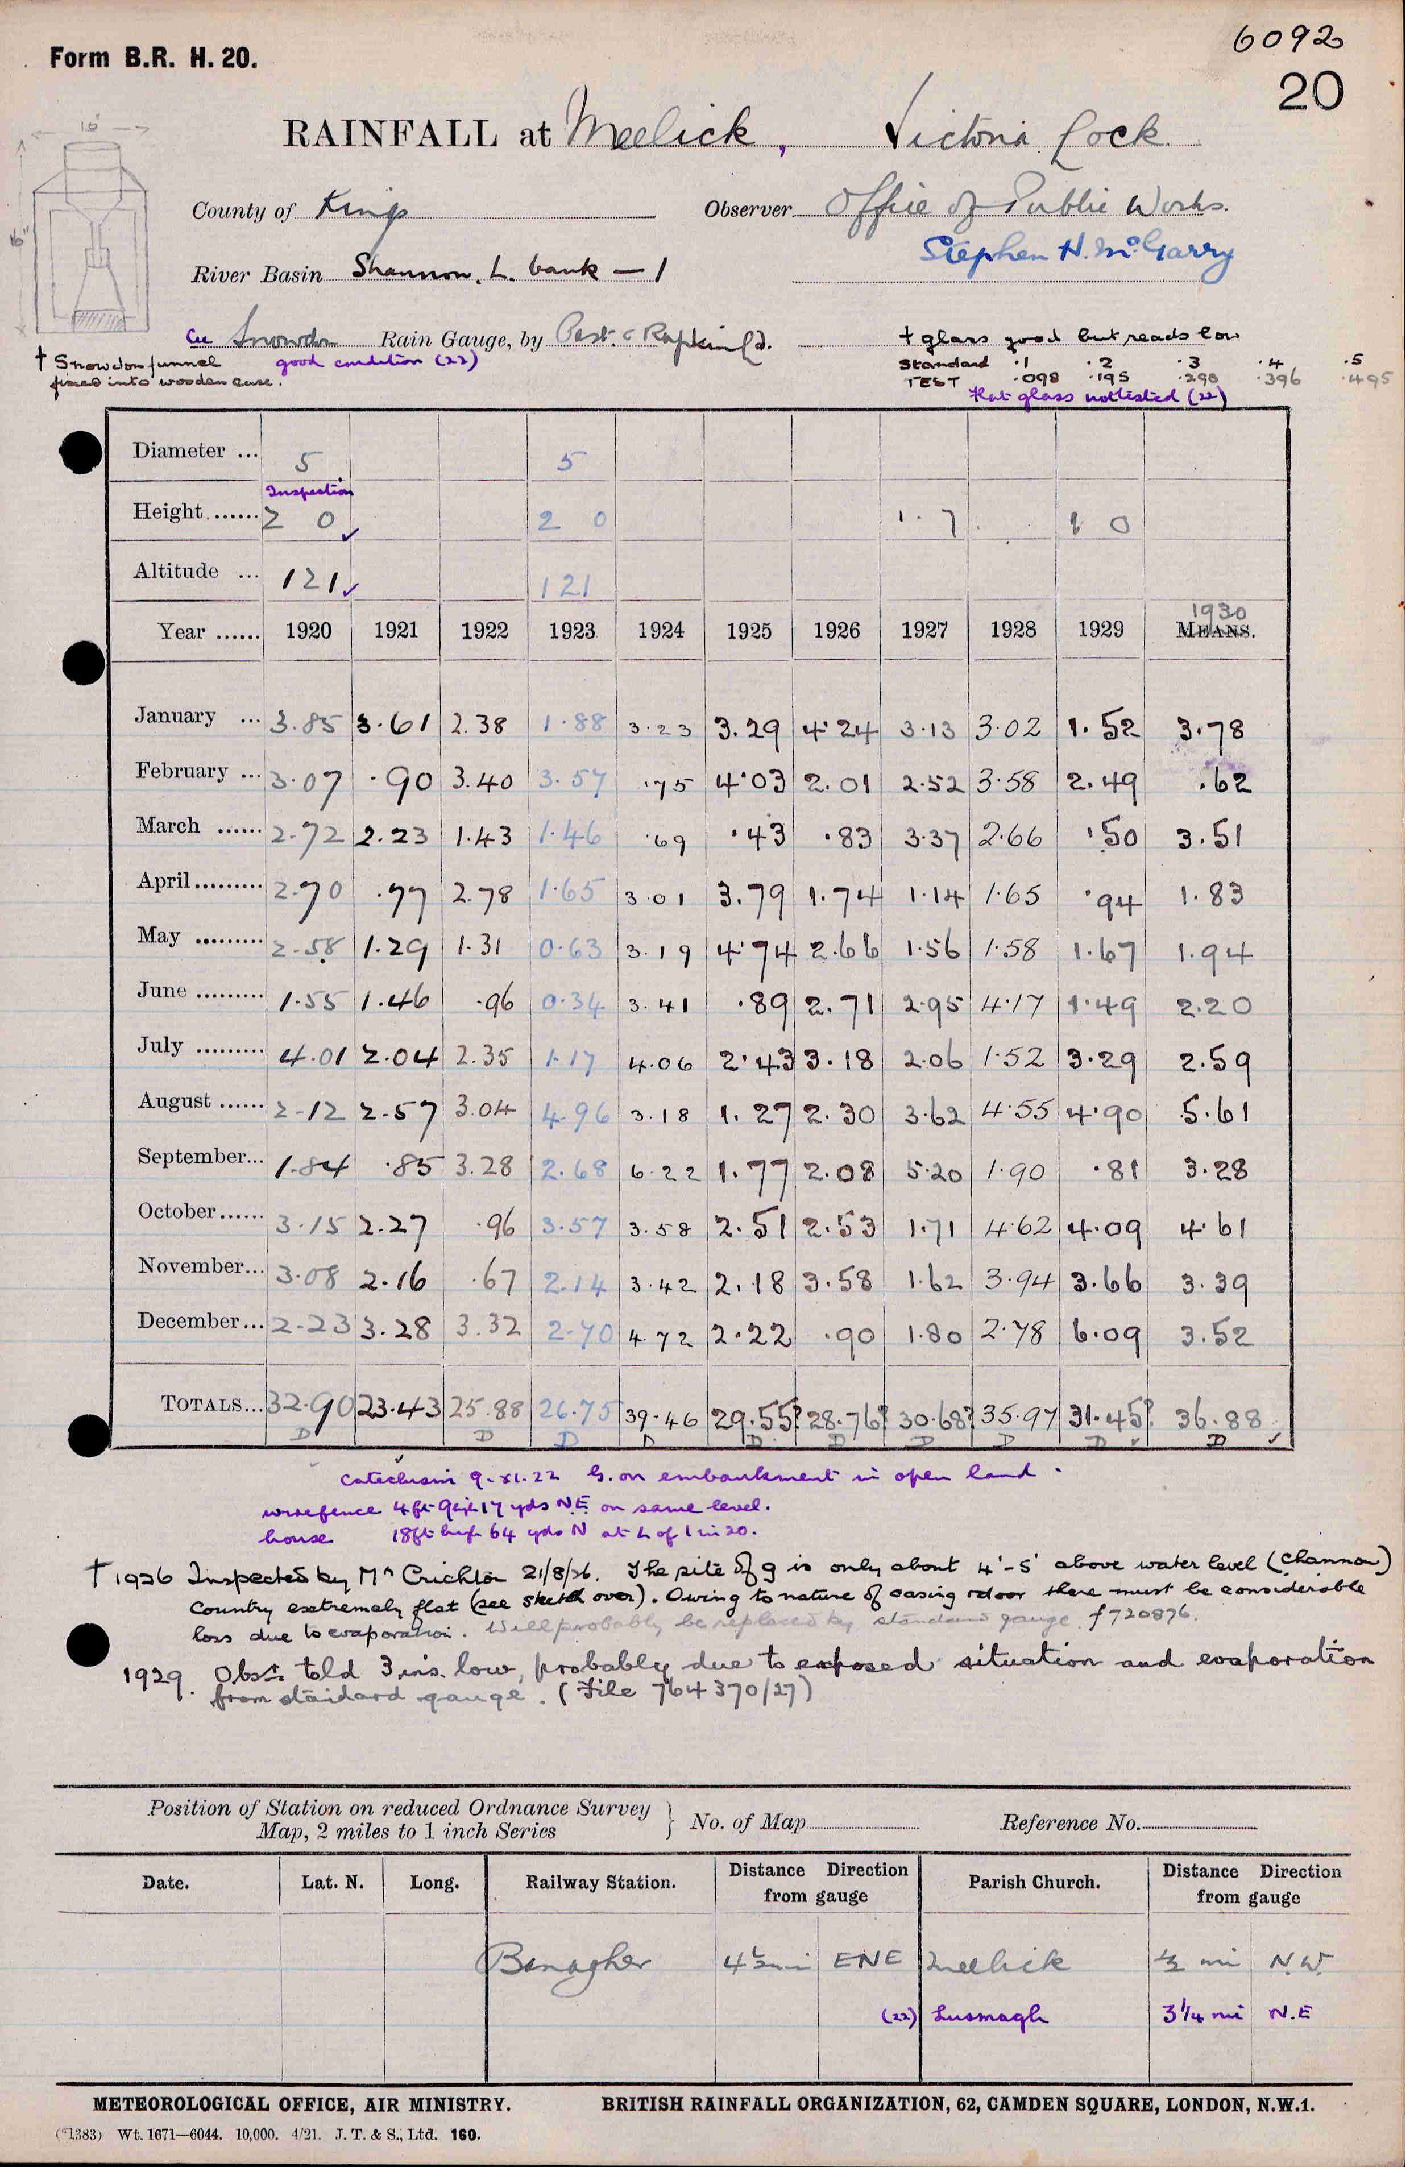 6092
Form B.R. H. 20.
20
RAINFALL at Meelick, Victoria Lock.
County of Kings Observer Office of Public Works.
Stephen H. McGarry
River Basin Shannon. L. bank — 1
Cu Snowdon Rain Gauge, by Past. & Rapkin Ld.
good condition (22)
† Snowdon funnel
fixed into wooden case.
† glass good but reads low
Standard .1 .2 .3 .4 .5
TEST .098 .195 .298 .396 .495
Flat glass not tested (22)
Diameter ... 5 5
Inspection
Height ...... 2 0 2 0 1.7 1 0
Altitude ... 121 121
1930
Year ...... 1920 1921 1922 1923 1924 1925 1926 1927 1928 1929 MEANS.
January ... 3.85 3.61 2.38 1.88 3.23 3.29 4.24 3.13 3.02 1.52 3.78
February ... 3.07 .90 3.40 3.57 .75 4.03 2.01 2.52 3.58 2.49 .62
March ...... 2.72 2.23 1.43 1.46 .69 .43 .83 3.37 2.66 .50 3.51
April ......... 2.70 .77 2.78 1.65 3.01 3.79 1.74 1.14 1.65 .94 1.83
May ......... 2.58 1.29 1.31 0.63 3.19 4.74 2.66 1.56 1.58 1.67 1.94
June ......... 1.55 1.46 .96 0.34 3.41 .89 2.71 2.95 4.17 1.49 2.20
July ......... 4.01 2.04 2.35 1.17 4.06 2.43 3.18 2.06 1.52 3.29 2.59
August ...... 2.12 2.57 3.04 4.96 3.18 1.27 2.30 3.62 4.55 4.90 5.61
September... 1.84 .85 3.28 2.68 6.22 1.77 2.08 5.20 1.90 .81 3.28
October ...... 3.15 2.27 .96 3.57 3.58 2.51 2.53 1.71 4.62 4.09 4.61
November... 3.08 2.16 .67 2.14 3.42 2.18 3.58 1.62 3.94 3.66 3.39
December... 2.23 3.28 3.32 2.70 4.72 2.22 .90 1.80 2.78 6.09 3.52
TOTALS... 32.90 23.43 25.88 26.75 39.46 29.55? 28.76? 30.68? 35.97 31.45? 36.88
D D D D D D D D D
Catechism 9.XI.22 G. on embankment in open land.
wire fence 4ft 9 17 yds N.E on same level.
house 18ft high 64 yds N at L of 1 in 20.
† 1926 Inspected by Mr Crichton 21/8/26. The site of g is only about 4'-5' above water level (Shannon)
Country extremely flat (see sketch over). Owing to nature of casing there must be considerable
loss due to evaporation. Will probably be replaced by standard gauge. f 720876.
1929. Obsr. told 3 ins. low, probably due to exposed situation and evaporation
from standard gauge. (File 764370/27)
Position of Station on reduced Ordnance Survey
Map, 2 miles to 1 inch Series } No. of Map Reference No.
Date. Lat. N. Long. Railway Station. Distance Direction from gauge Parish Church. Distance Direction from gauge
Banagher 4½ mi ENE Meelick ½ mi N.W.
(22) Lusmagh 3¼ mi N.E
METEOROLOGICAL OFFICE, AIR MINISTRY. BRITISH RAINFALL ORGANIZATION, 62, CAMDEN SQUARE, LONDON, N.W.1.
(*1383) Wt. 1671—6044. 10,000. 4/21. J. T. & S., Ltd. 160.